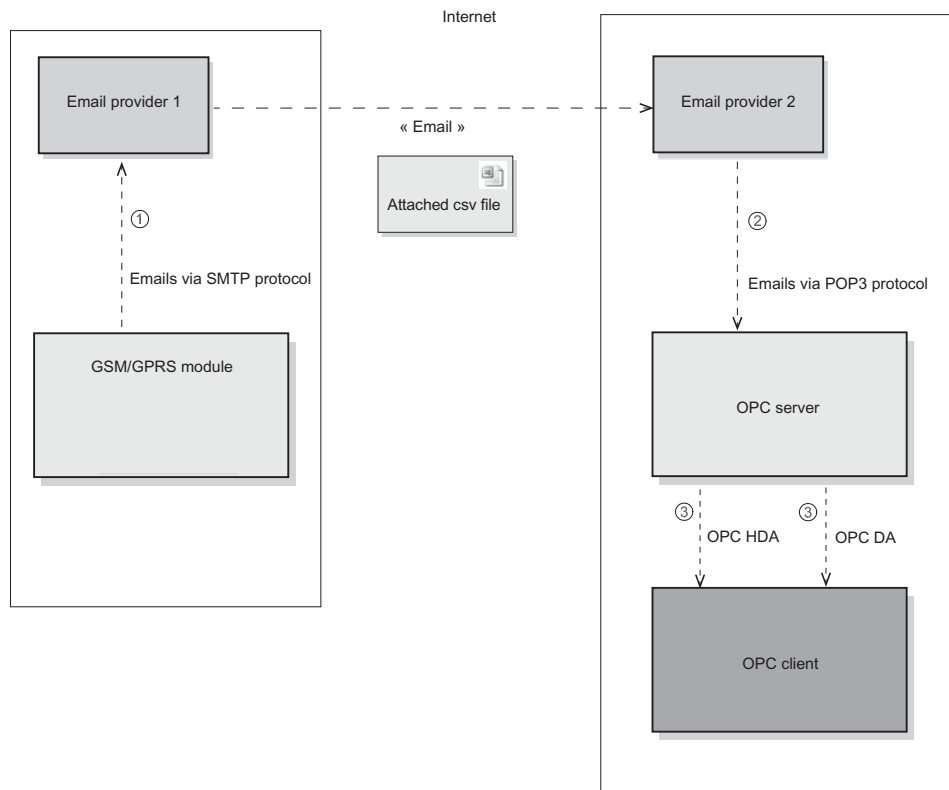 Internet
Email provider 1
Email provider 2
« Email »
Attached csv file
①
②
Emails via SMTP protocol
Emails via POP3 protocol
GSM/GPRS module
OPC server
③
③
OPC HDA
OPC DA
OPC client